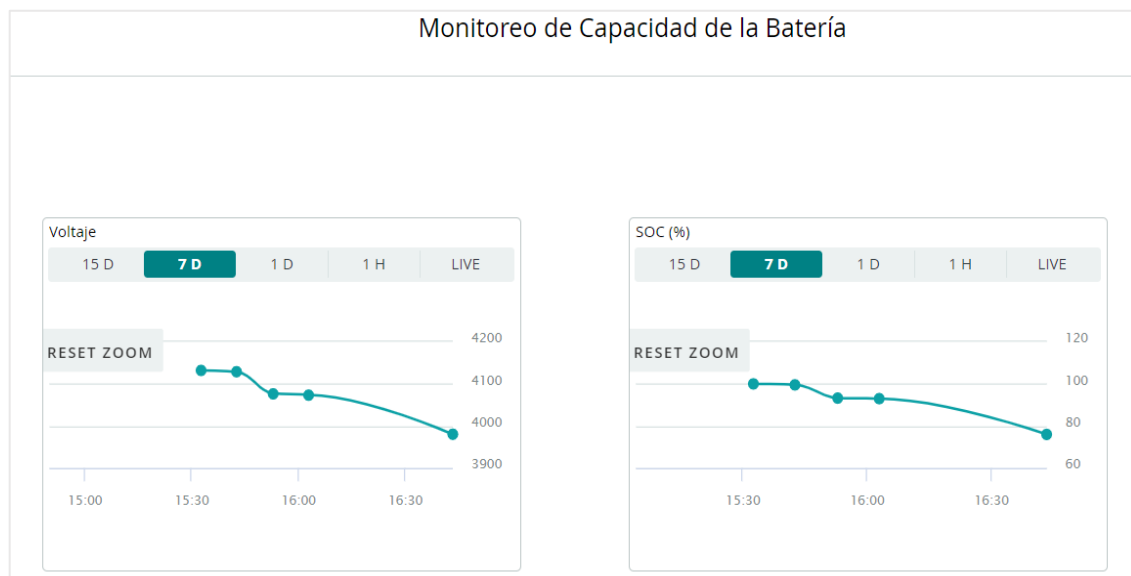 Monitoreo de Capacidad de la Batería
Voltaje
15 D 7 D 1 D 1 H LIVE
RESET ZOOM
4200
4100
4000
3900
15:00 15:30 16:00 16:30
SOC (%)
15 D 7 D 1 D 1 H LIVE
RESET ZOOM
120
100
80
60
15:30 16:00 16:30